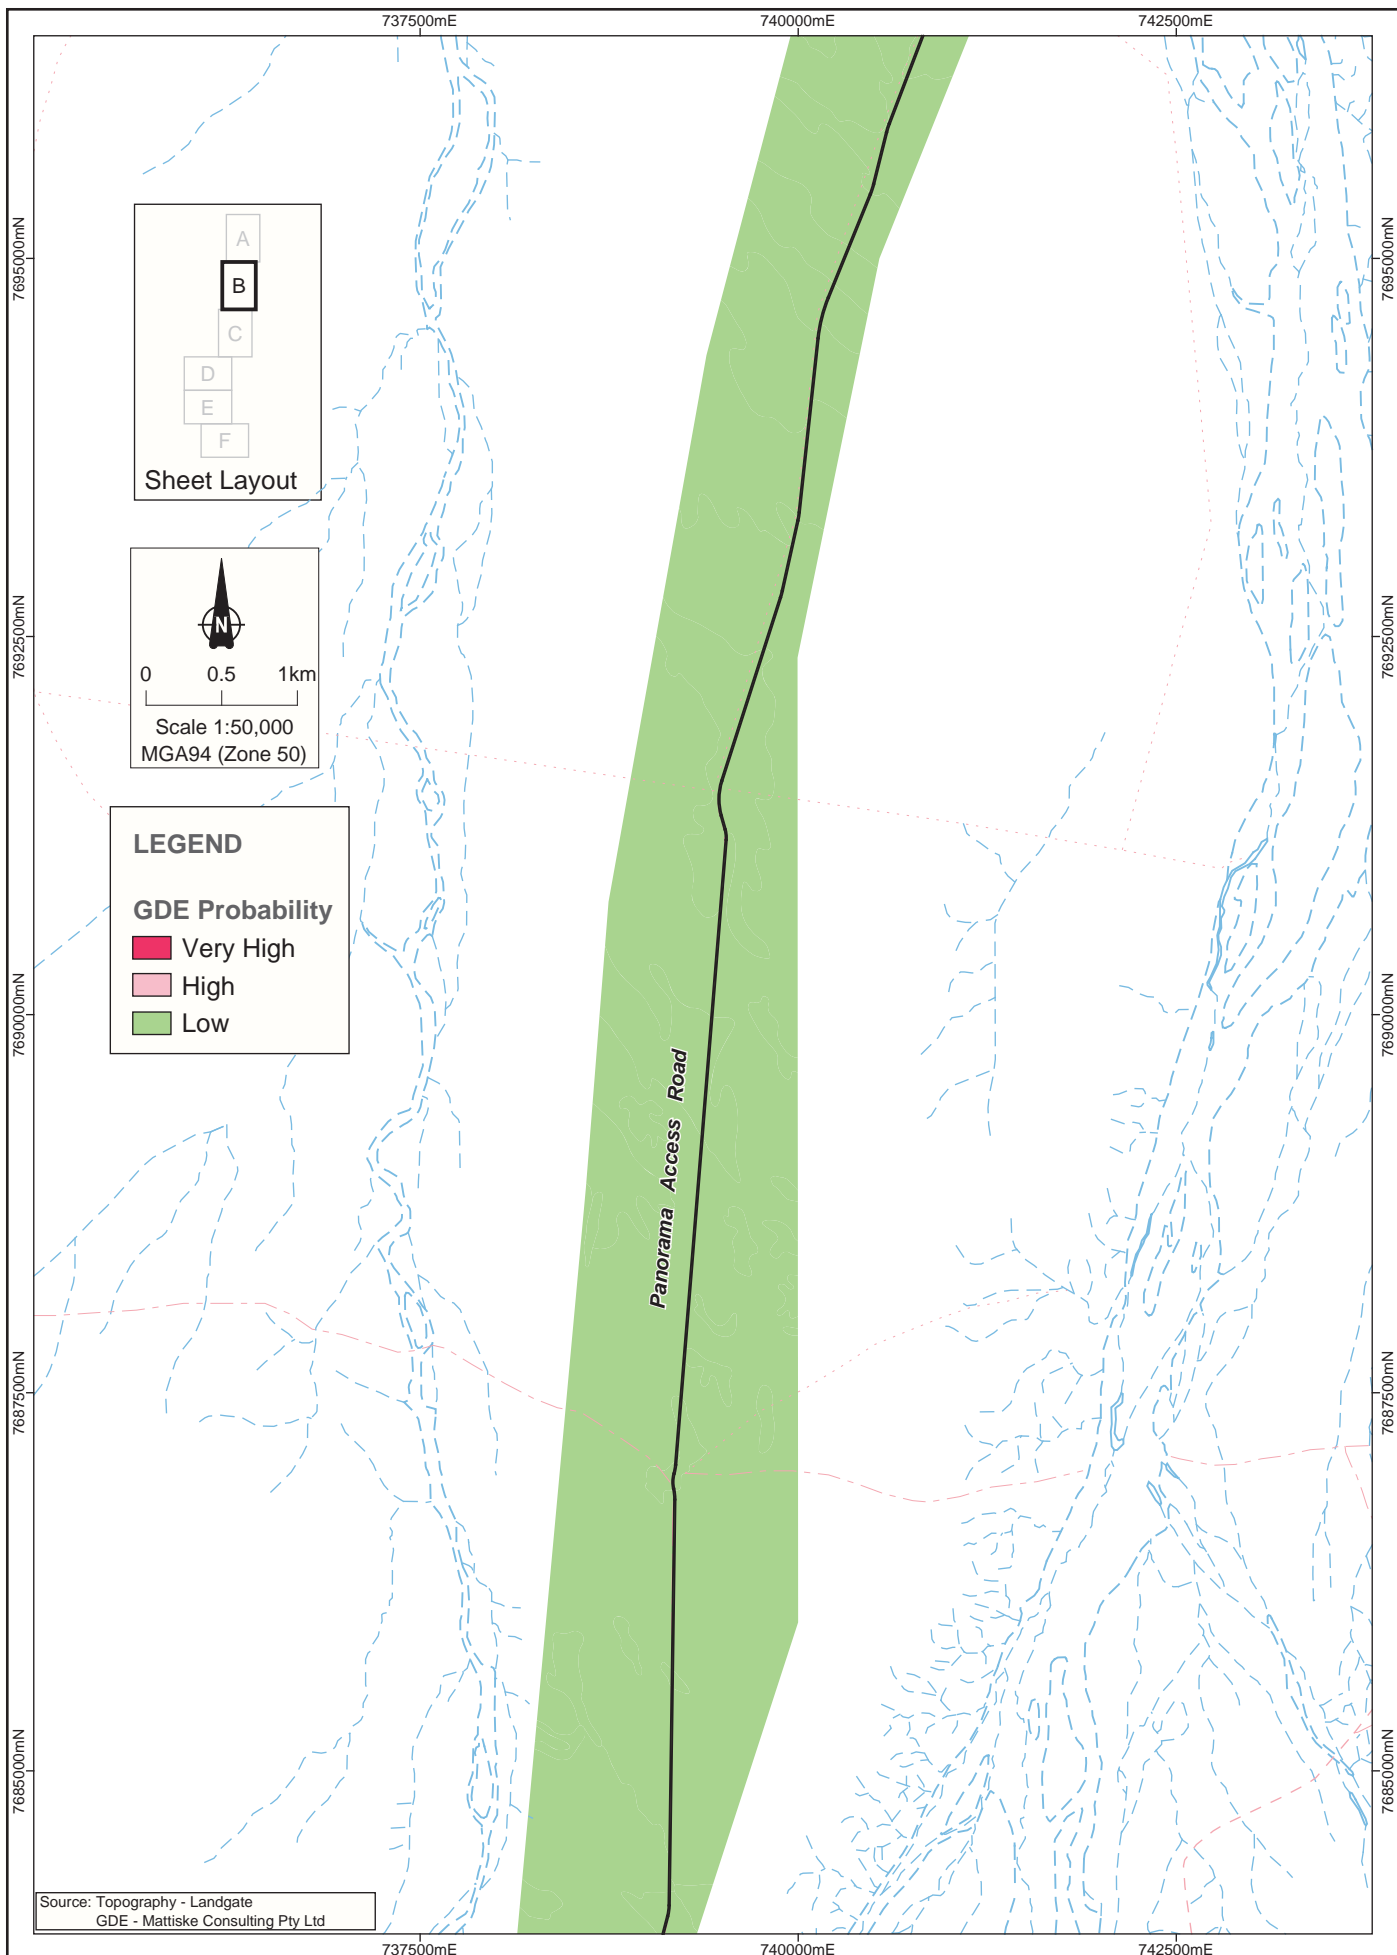 737500mE
740000mE
742500mE
7695000mN
7695000mN
A
B
C
D
E
F
Sheet Layout
N
0 0.5 1km
Scale 1:50,000
MGA94 (Zone 50)
7692500mN
7692500mN
LEGEND
GDE Probability
Very High
High
Low
7690000mN
7690000mN
Panorama Access Road
7687500mN
7687500mN
7685000mN
7685000mN
Source: Topography - Landgate
GDE - Mattiske Consulting Pty Ltd
737500mE
740000mE
742500mE